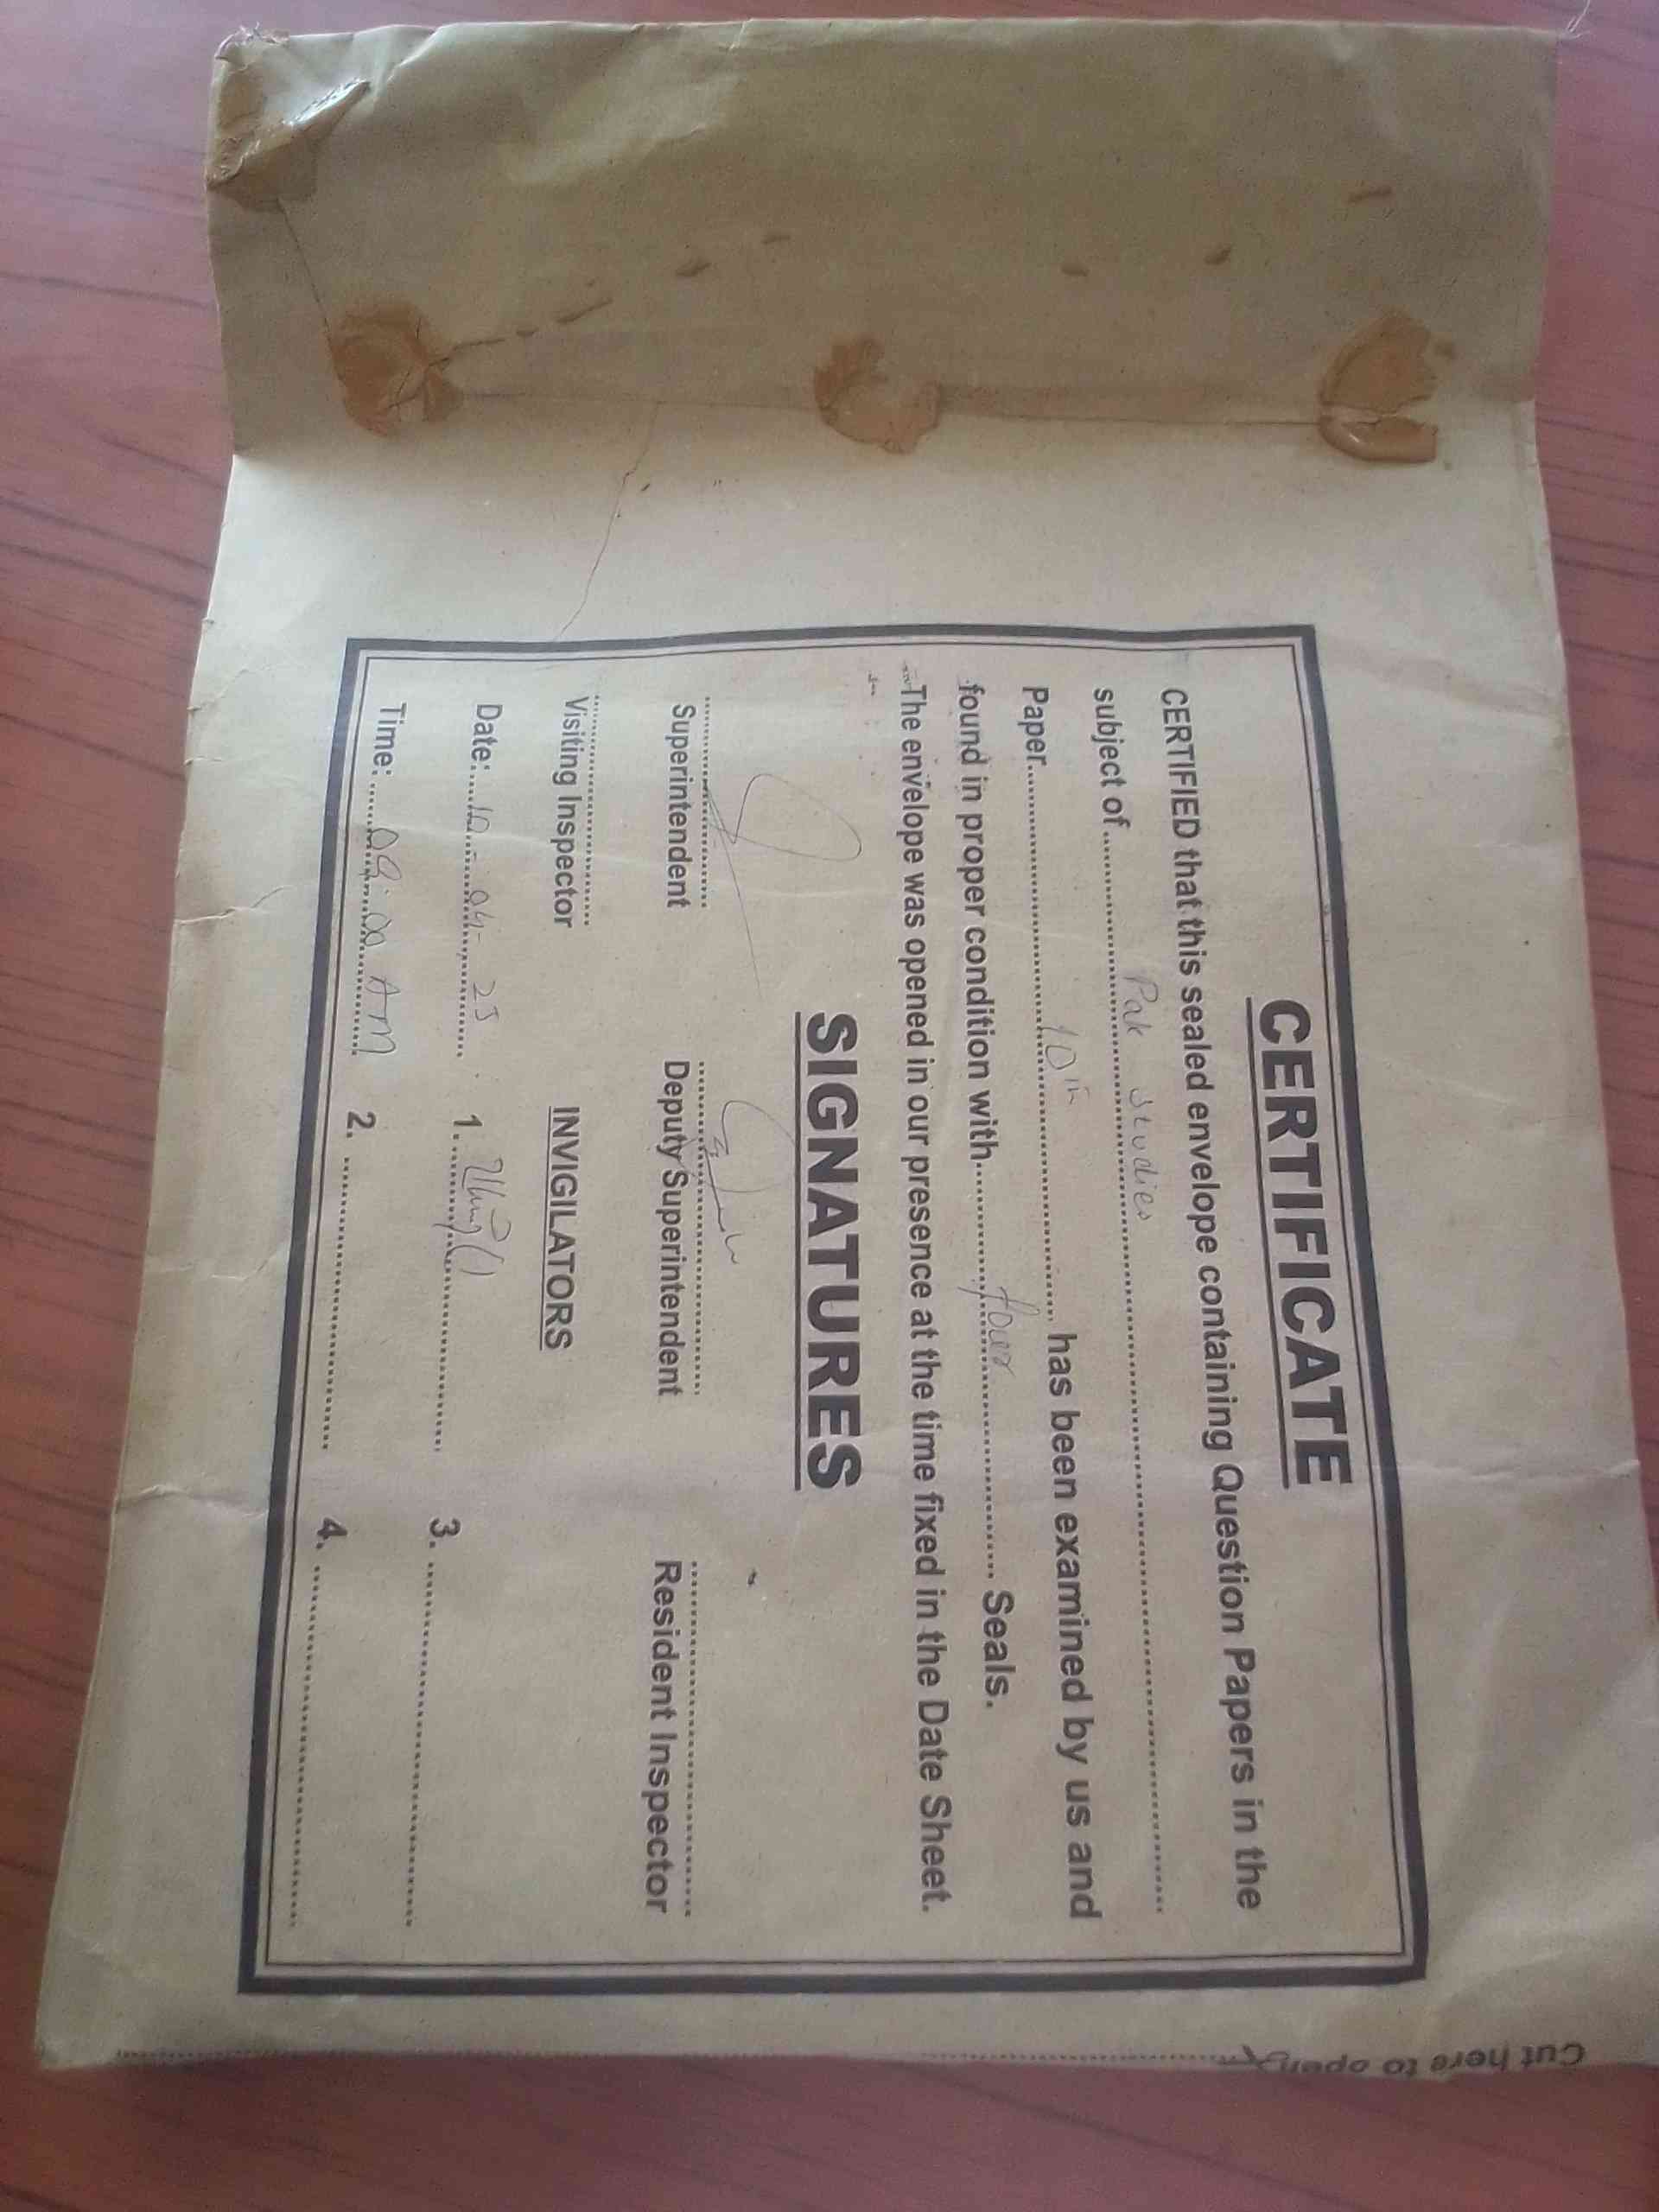 CERTIFICATE
CERTIFIED that this sealed envelope containing Question Papers in the
subject of Pak Studies
Paper 10th has been examined by us and
found in proper condition with four Seals.
The envelope was opened in our presence at the time fixed in the Date Sheet.
SIGNATURES
Superintendent Deputy Superintendent Resident Inspector
Visiting Inspector INVIGILATORS
Date: 10-04-25 1. 3.
Time: 09:00 AM 2. 4.
Cut here to open